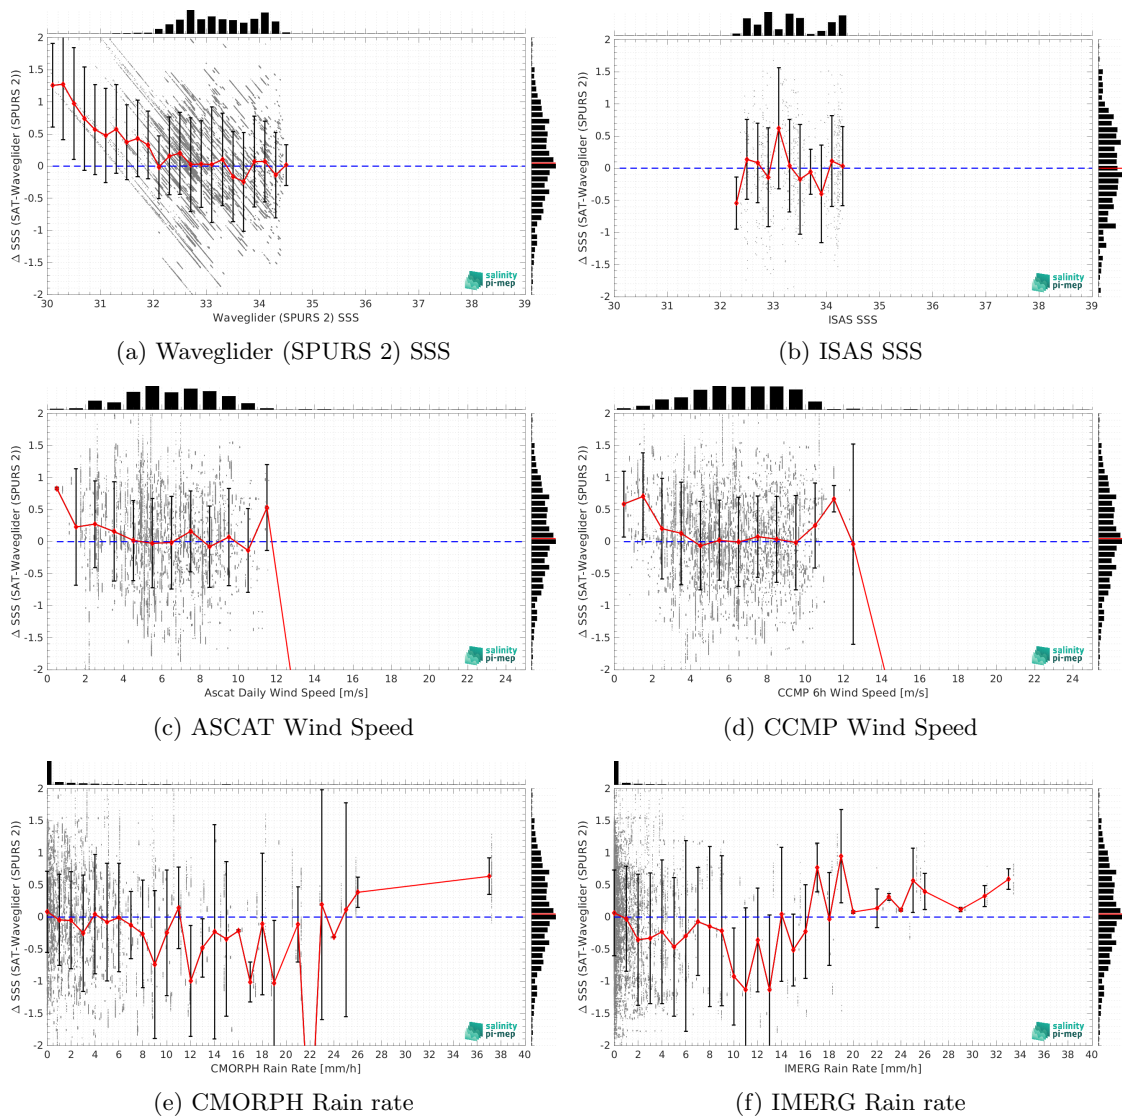 2
1.5
1
0.5
0
-0.5
-1
-1.5
-2
Δ SSS (SAT-Waveglider (SPURS 2))
salinity
pi-mep
30 31 32 33 34 35 36 37 38 39
Waveglider (SPURS 2) SSS
(a) Waveglider (SPURS 2) SSS
2
1.5
1
0.5
0
-0.5
-1
-1.5
-2
Δ SSS (SAT-Waveglider (SPURS 2))
salinity
pi-mep
30 31 32 33 34 35 36 37 38 39
ISAS SSS
(b) ISAS SSS
2
1.5
1
0.5
0
-0.5
-1
-1.5
-2
Δ SSS (SAT-Waveglider (SPURS 2))
salinity
pi-mep
0 2 4 6 8 10 12 14 16 18 20 22 24
Ascat Daily Wind Speed [m/s]
(c) ASCAT Wind Speed
2
1.5
1
0.5
0
-0.5
-1
-1.5
-2
Δ SSS (SAT-Waveglider (SPURS 2))
salinity
pi-mep
0 2 4 6 8 10 12 14 16 18 20 22 24
CCMP 6h Wind Speed [m/s]
(d) CCMP Wind Speed
2
1.5
1
0.5
0
-0.5
-1
-1.5
-2
Δ SSS (SAT-Waveglider (SPURS 2))
salinity
pi-mep
0 2 4 6 8 10 12 14 16 18 20 22 24 26 28 30 32 34 36 38 40
CMORPH Rain Rate [mm/h]
(e) CMORPH Rain rate
2
1.5
1
0.5
0
-0.5
-1
-1.5
-2
Δ SSS (SAT-Waveglider (SPURS 2))
salinity
pi-mep
0 2 4 6 8 10 12 14 16 18 20 22 24 26 28 30 32 34 36 38 40
IMERG Rain Rate [mm/h]
(f) IMERG Rain rate